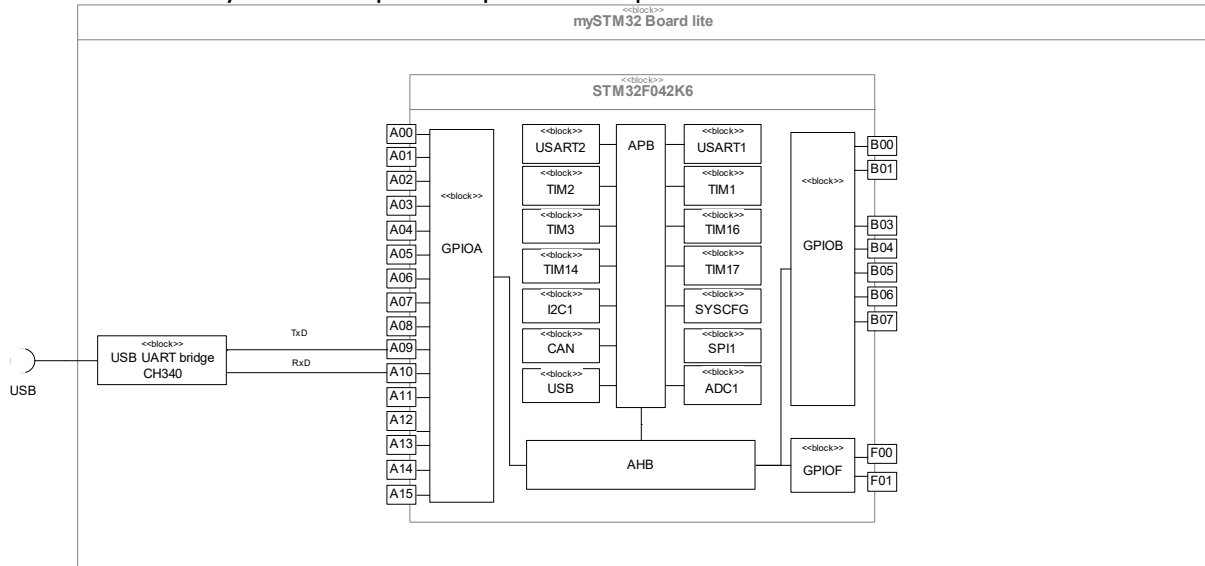 <<block>>
mySTM32 Board lite
<<block>>
STM32F042K6
A00
A01
A02
A03
A04
A05
A06
A07
A08
A09
A10
A11
A12
A13
A14
A15
<<block>>
GPIOA
<<block>>
USART2
<<block>>
TIM2
<<block>>
TIM3
<<block>>
TIM14
<<block>>
I2C1
<<block>>
CAN
<<block>>
USB
APB
<<block>>
USART1
<<block>>
TIM1
<<block>>
TIM16
<<block>>
TIM17
<<block>>
SYSCFG
<<block>>
SPI1
<<block>>
ADC1
<<block>>
GPIOB
B00
B01
B03
B04
B05
B06
B07
AHB
<<block>>
GPIOF
F00
F01
USB
<<block>>
USB UART bridge
CH340
TxD
RxD